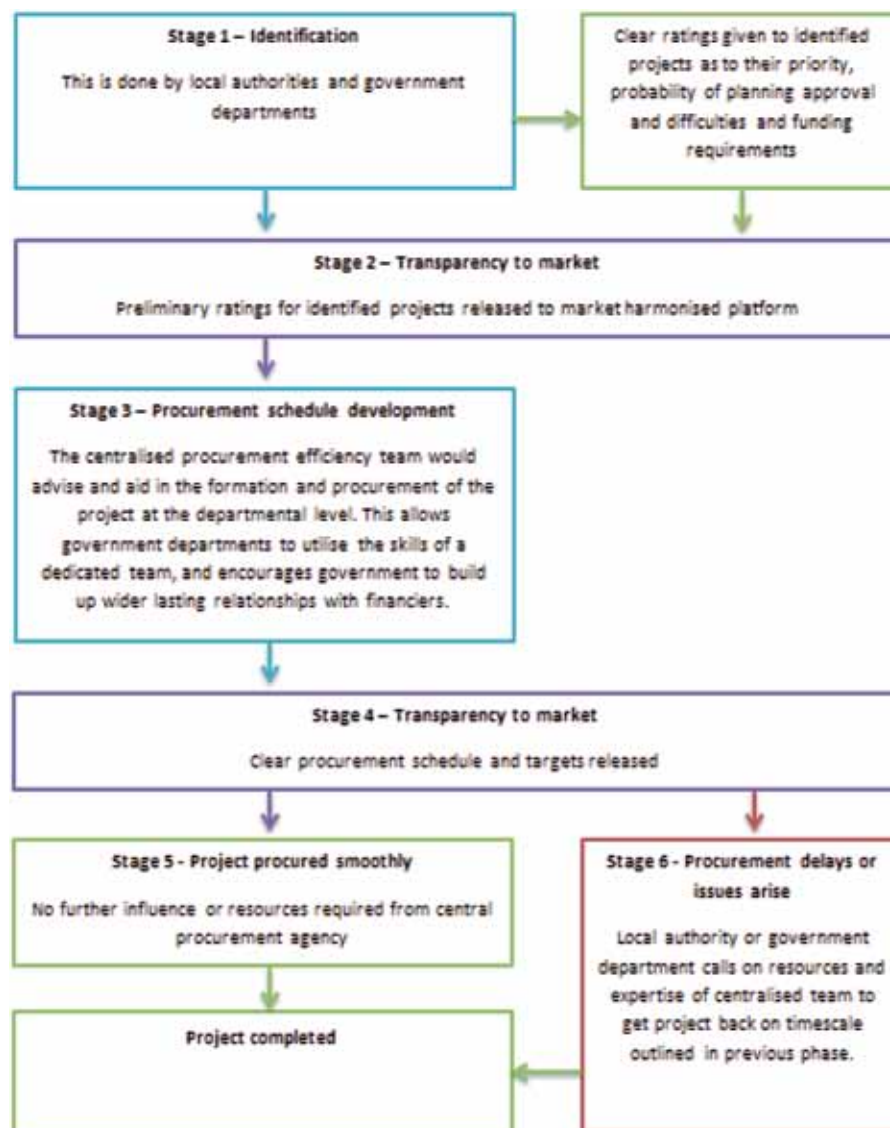 Stage 1 – Identification
This is done by local authorities and government
departments
Clear ratings given to identified
projects as to their priority,
probability of planning approval
and difficulties and funding
requirements
Stage 2 – Transparency to market
Preliminary ratings for identified projects released to market harmonised platform
Stage 3 – Procurement schedule development
The centralised procurement efficiency team would
advise and aid in the formation and procurement of the
project at the departmental level. This allows
government departments to utilise the skills of a
dedicated team, and encourages government to build
up wider lasting relationships with financiers.
Stage 4 – Transparency to market
Clear procurement schedule and targets released
Stage 5 - Project procured smoothly
No further influence or resources required from central
procurement agency
Stage 6 - Procurement delays or
issues arise
Local authority or government
department calls on resources and
expertise of centralised team to
get project back on timescale
outlined in previous phase.
Project completed